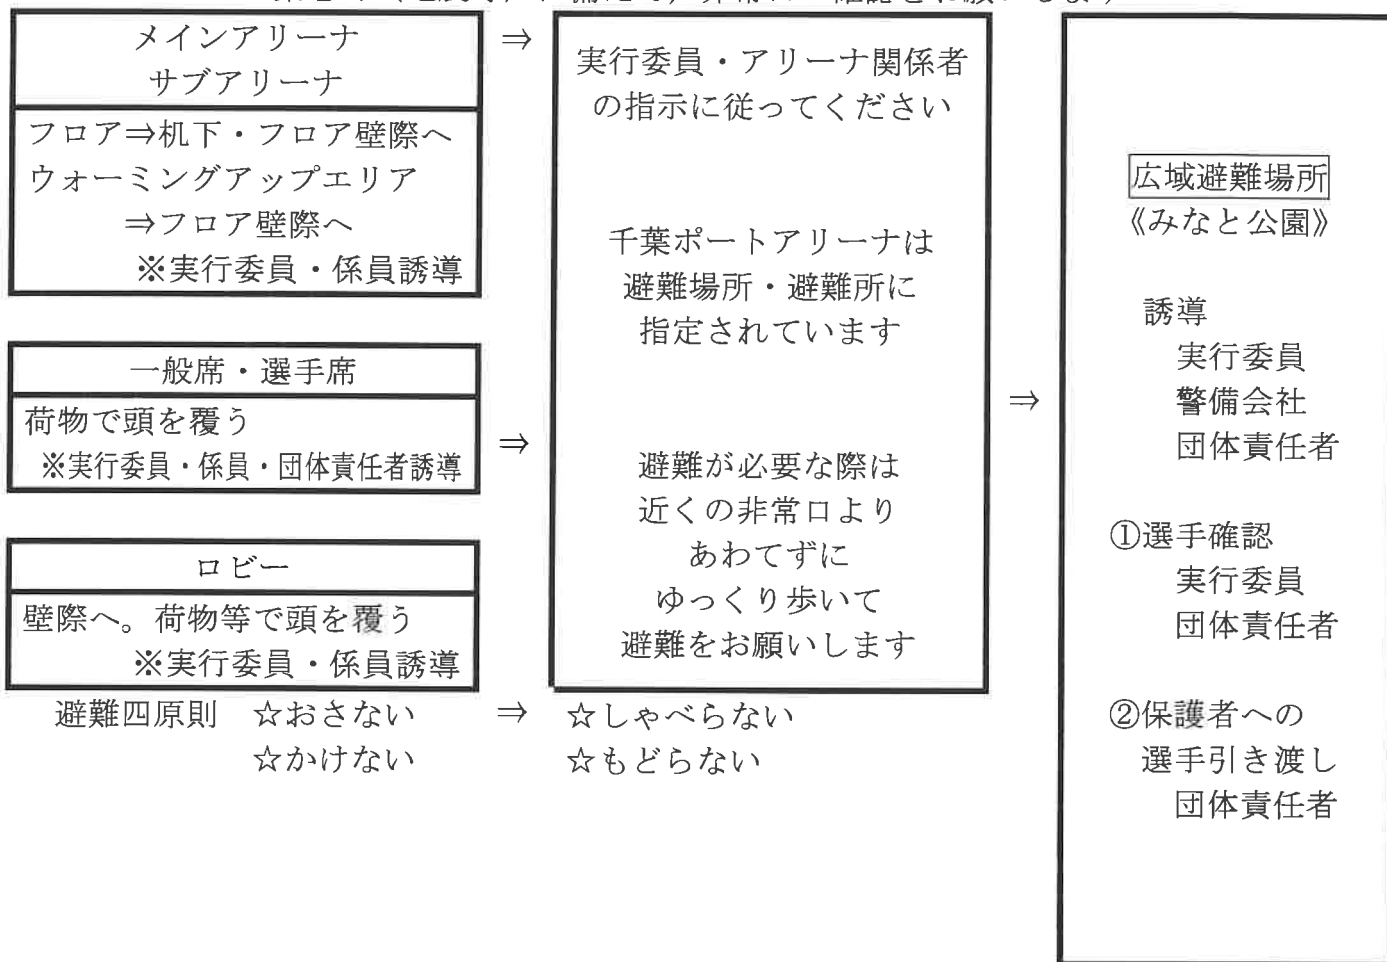 メインアリーナ
サブアリーナ
フロア⇒机下・フロア壁際へ
ウォーミングアップエリア
⇒フロア壁際へ
※実行委員・係員誘導
一般席・選手席
荷物で頭を覆う
※実行委員・係員・団体責任者誘導
ロビー
壁際へ。荷物等で頭を覆う
※実行委員・係員誘導
⇒
⇒
⇒
実行委員・アリーナ関係者
の指示に従ってください
千葉ポートアリーナは
避難場所・避難所に
指定されています
避難が必要な際は
近くの非常口より
あわてずに
ゆっくり歩いて
避難をお願いします
⇒
広域避難場所
《みなと公園》
誘導
実行委員
警備会社
団体責任者
①選手確認
実行委員
団体責任者
②保護者への
選手引き渡し
団体責任者
避難四原則 ☆おさない ☆しゃべらない
☆かけない ☆もどらない